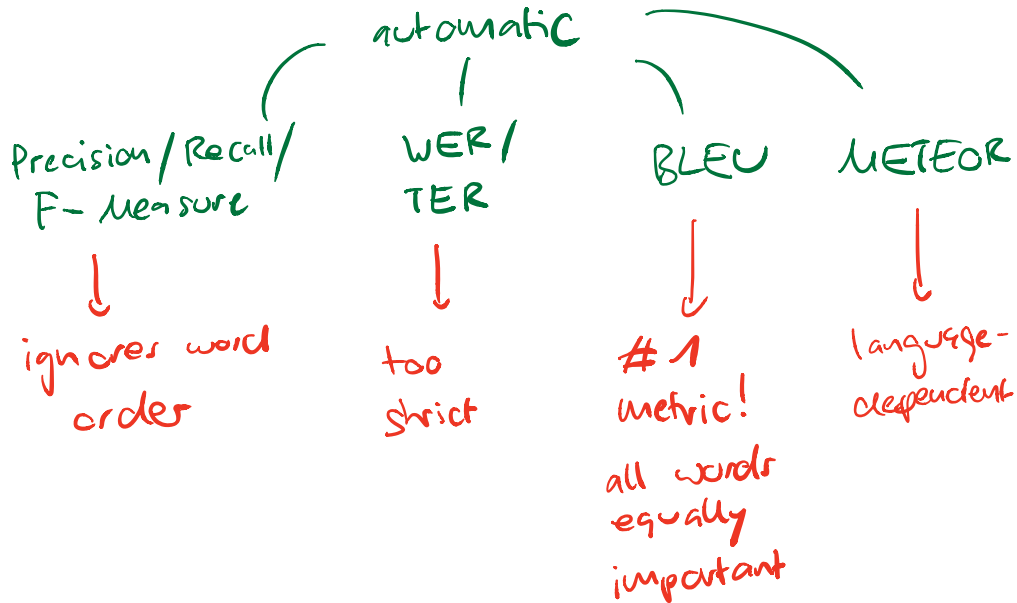 automatic
Precision/Recall/
F-Measure
WER/
TER
BLEU
METEOR
ignores word
order
too
strict
#1
metric!
all words
equally
important
language-
dependent